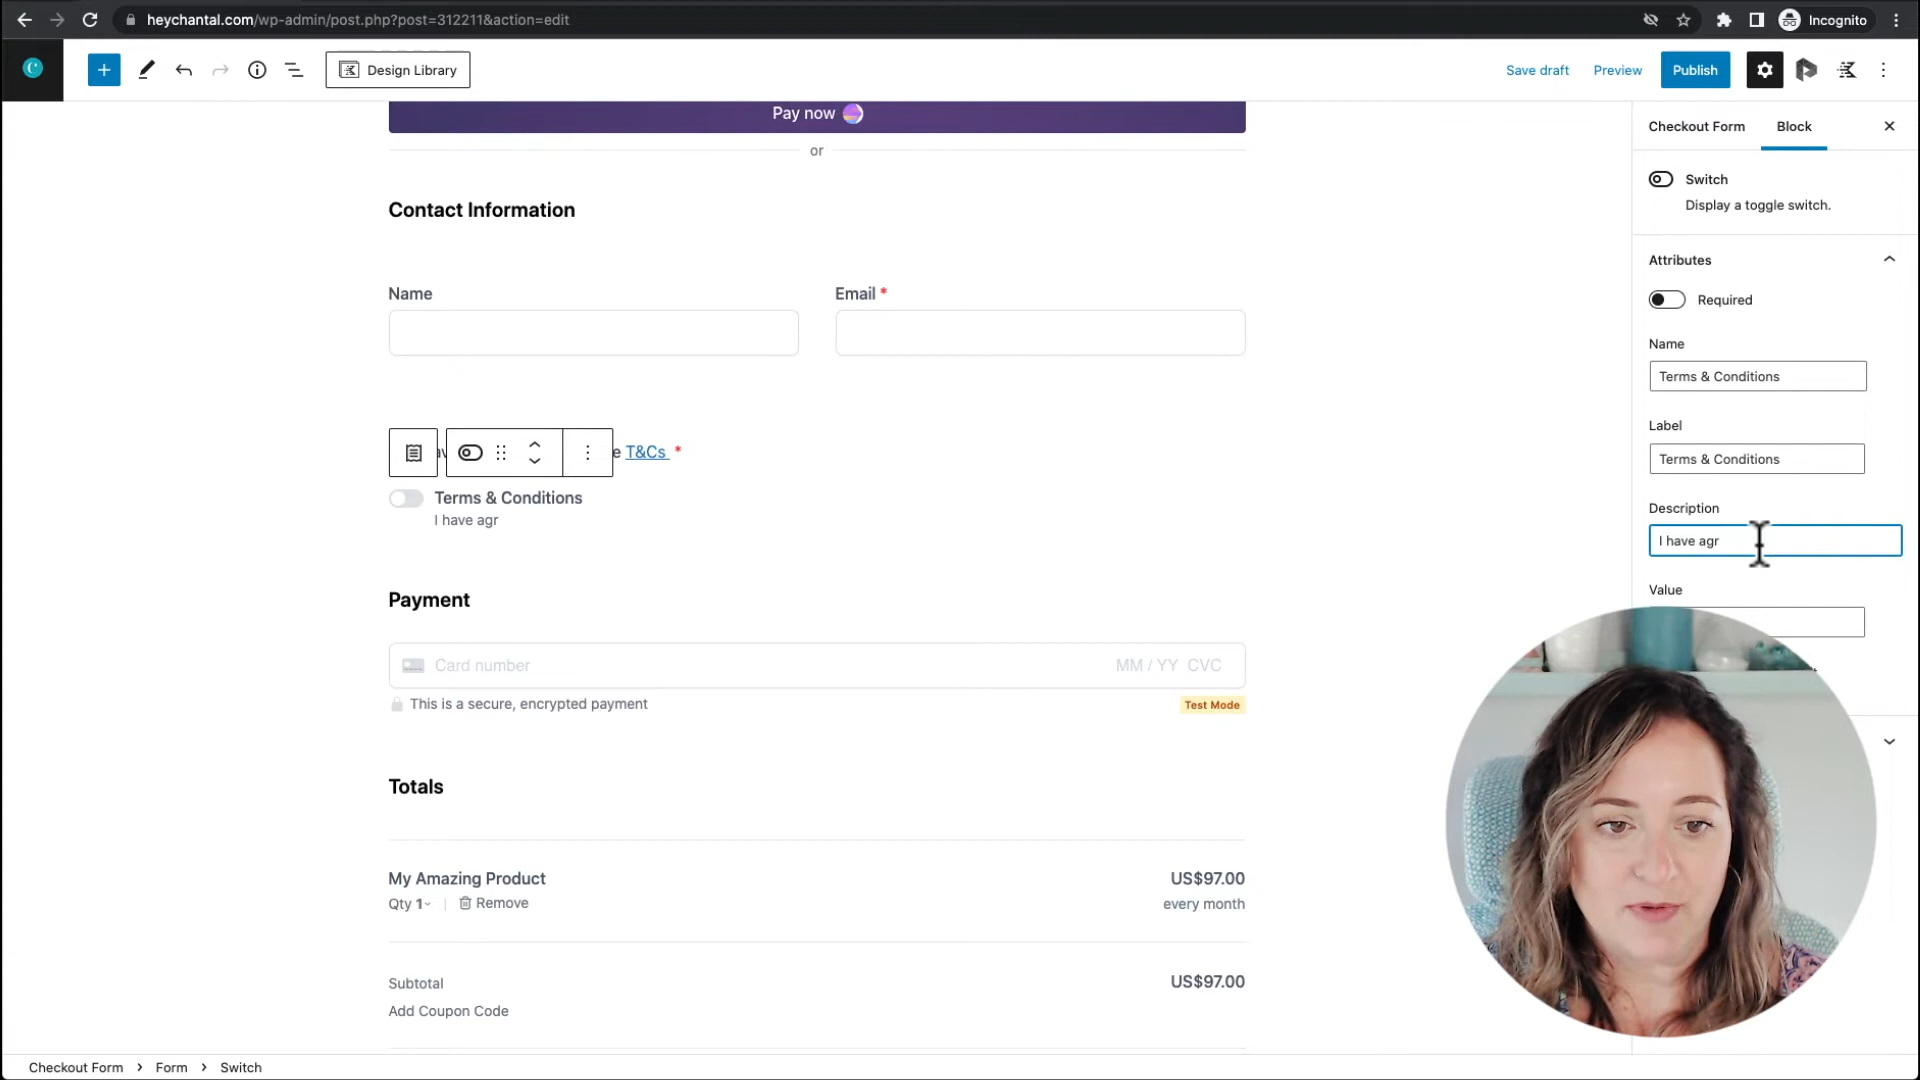 heychantal.com/wp-admin/post.php?post=312211&action=edit
Incognito
Design Library
Save draft
Preview
Publish
Pay now
or
Contact Information
Name
Email *
T&Cs *
Terms & Conditions
I have agr
Payment
Card number
MM / YY CVC
This is a secure, encrypted payment
Test Mode
Totals
My Amazing Product
US$97.00
Qty 1
Remove
every month
Subtotal
US$97.00
Add Coupon Code
Checkout Form
Block
Switch
Display a toggle switch.
Attributes
Required
Name
Terms & Conditions
Label
Terms & Conditions
Description
I have agr
Value
Checkout Form
Form
Switch